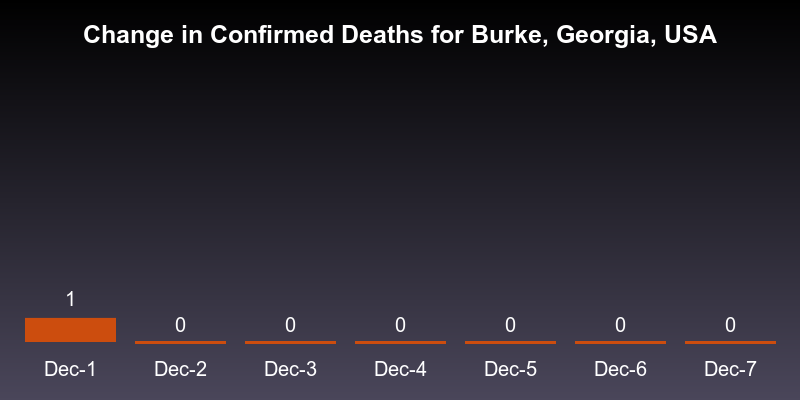 Change in Confirmed Deaths for Burke, Georgia, USA
1
0 0 0 0 0 0
Dec-1 Dec-2 Dec-3 Dec-4 Dec-5 Dec-6 Dec-7